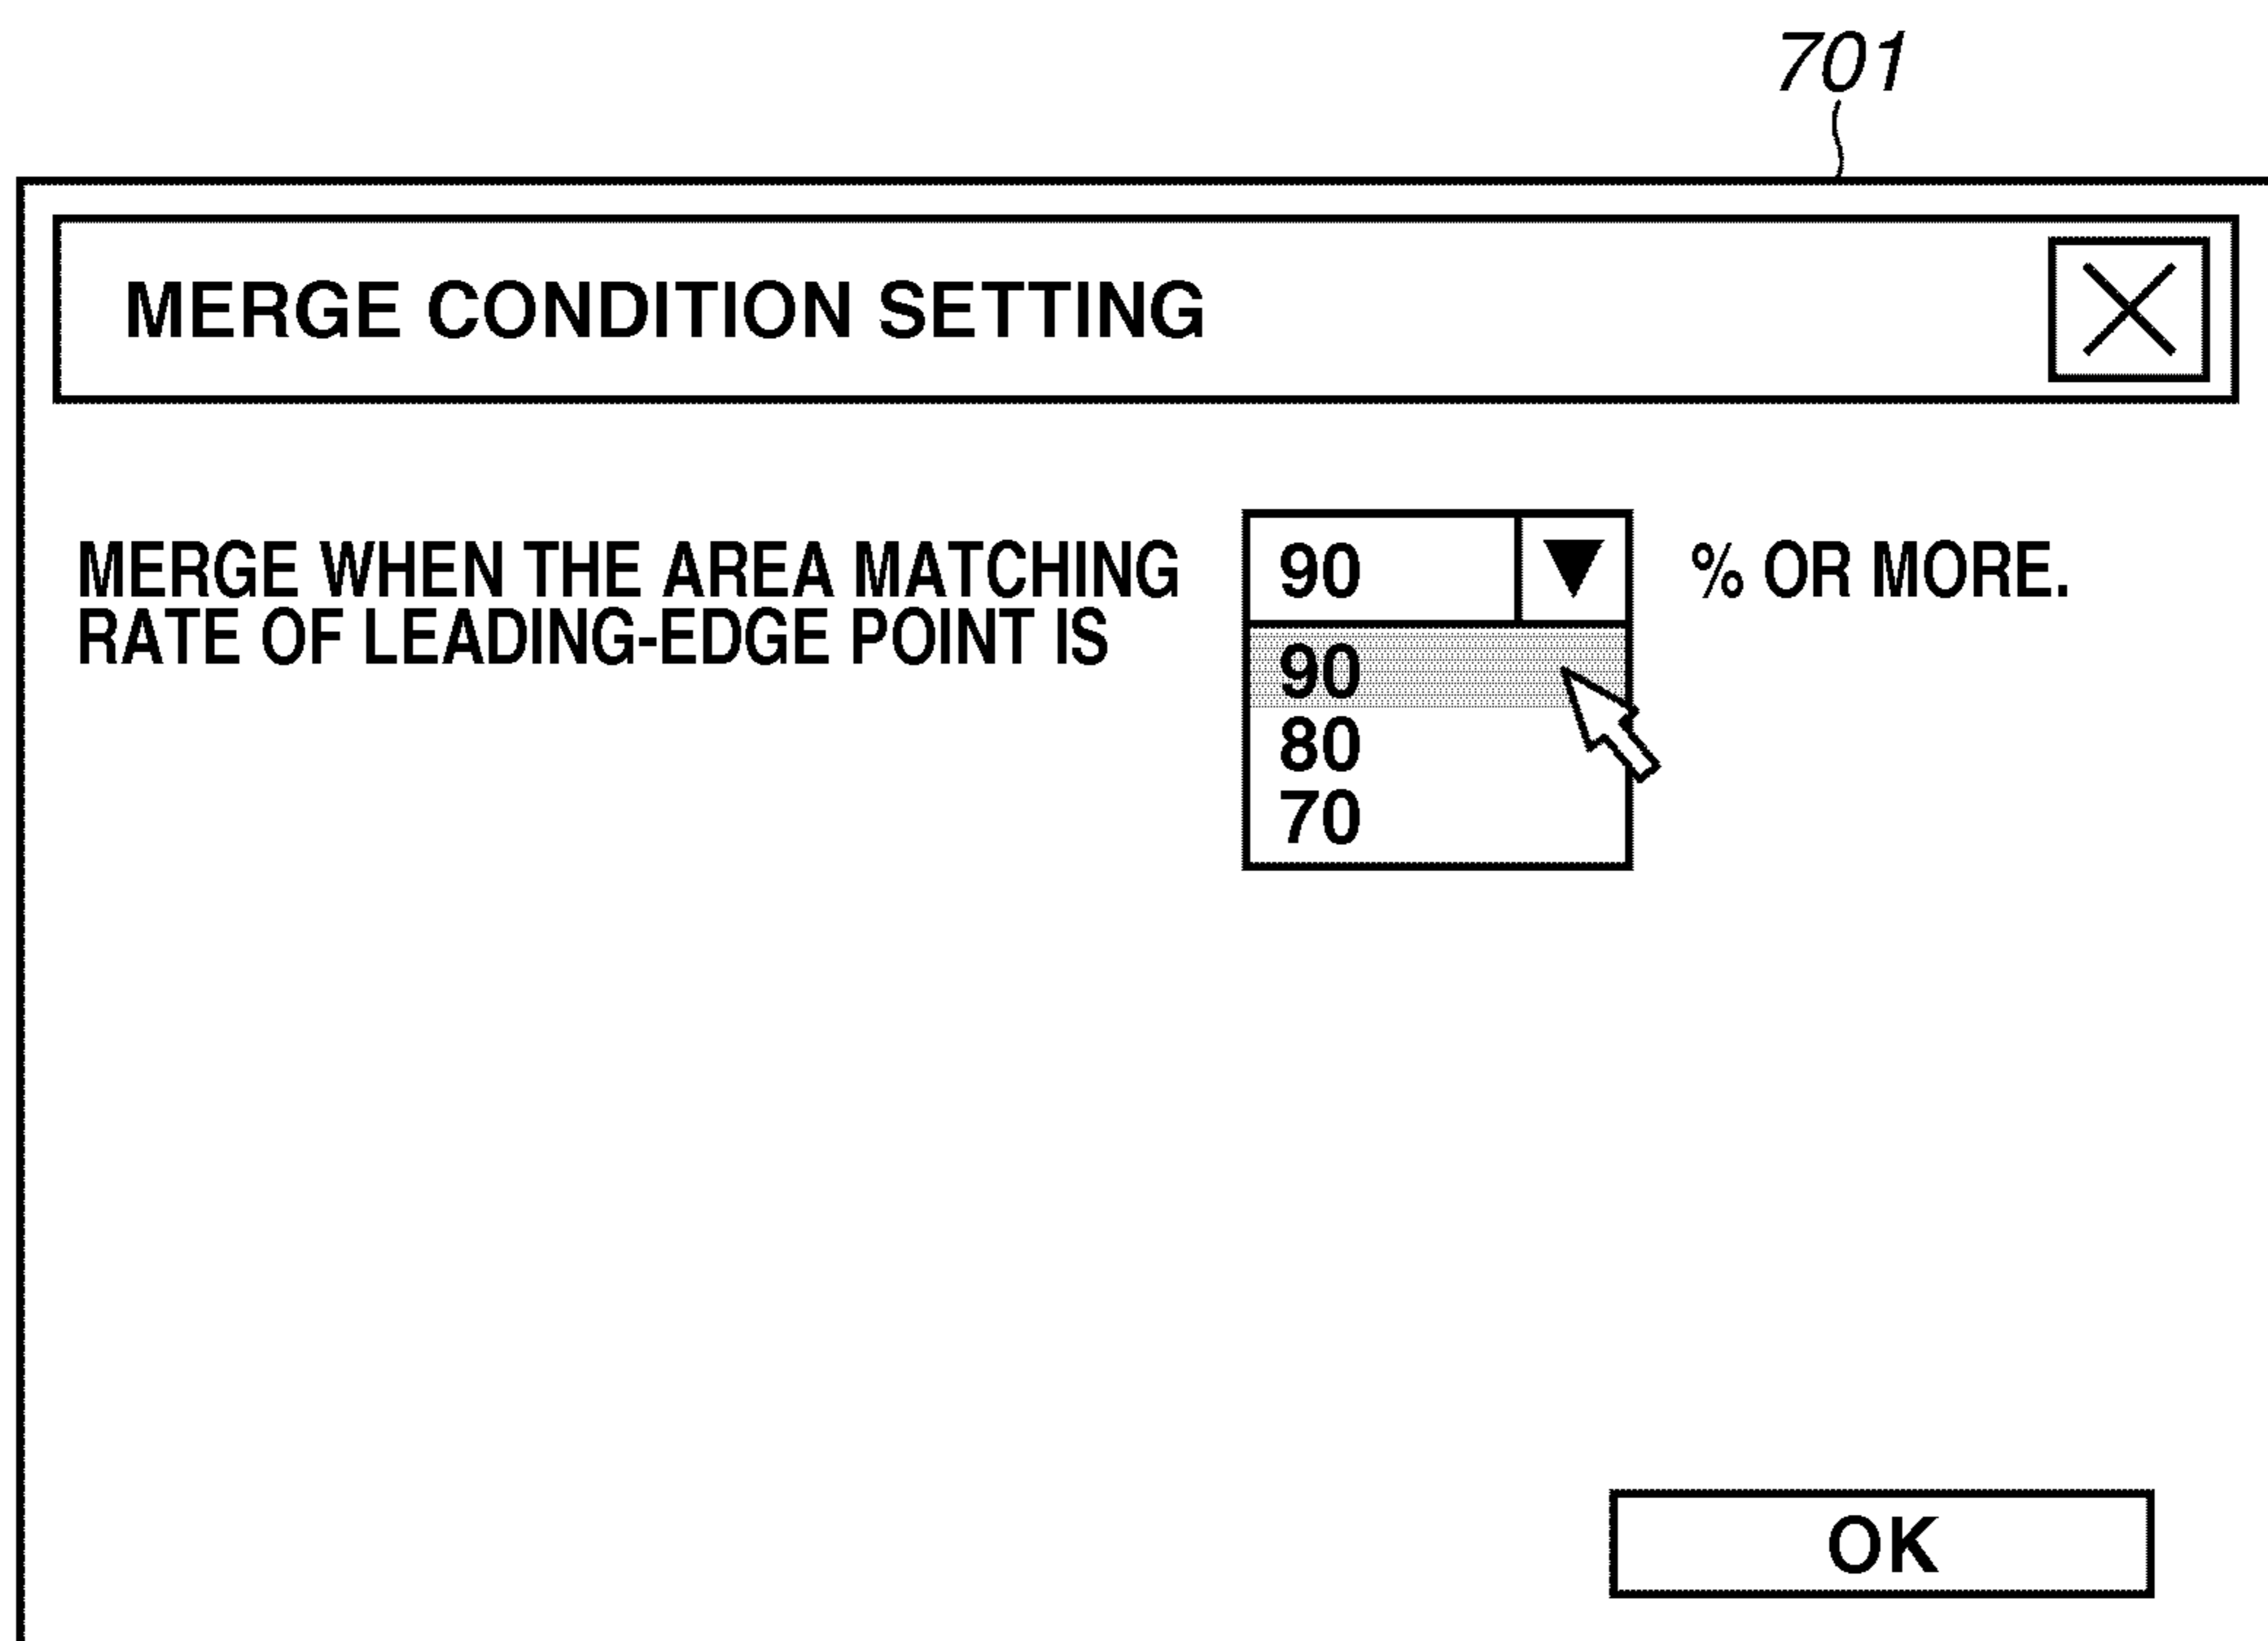 701
MERGE CONDITION SETTING
MERGE WHEN THE AREA MATCHING
RATE OF LEADING-EDGE POINT IS
90
% OR MORE.
90
80
70
OK